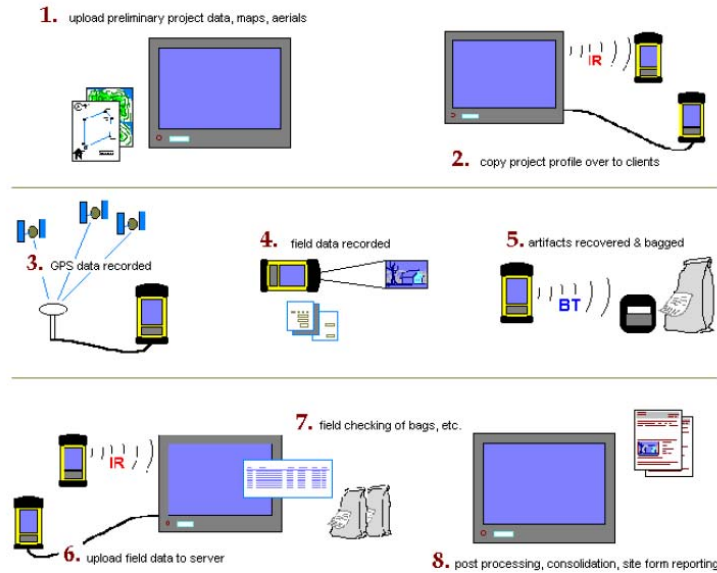 1. upload preliminary project data, maps, aerials
IR
2. copy project profile over to clients
3. GPS data recorded
4. field data recorded
5. artifacts recovered & bagged
BT
7. field checking of bags, etc.
IR
6. upload field data to server
8. post processing, consolidation, site form reporting